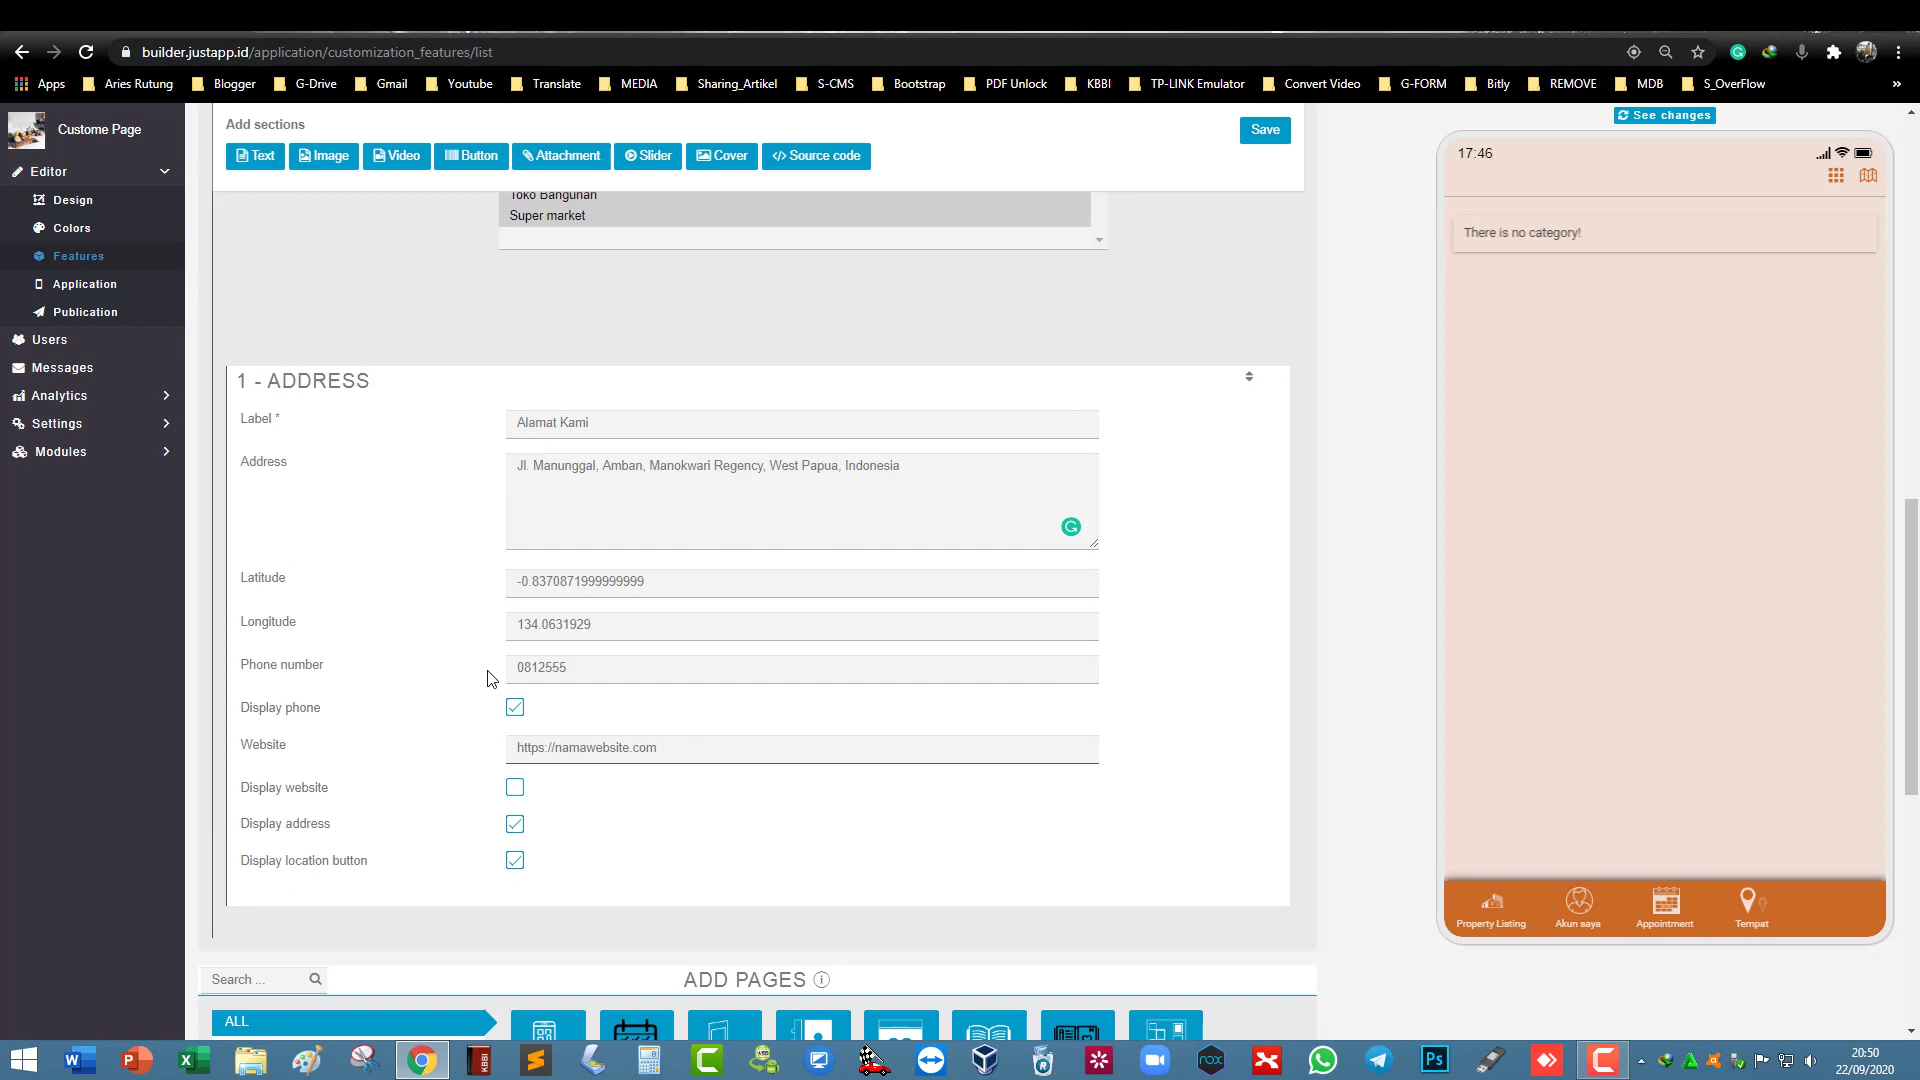 builder.justapp.id/application/customization_features/list
Apps
Aries Rutung
Blogger
G-Drive
Gmail
Youtube
Translate
MEDIA
Sharing_Artikel
S-CMS
Bootstrap
PDF Unlock
KBBI
TP-LINK Emulator
Convert Video
G-FORM
Bitly
REMOVE
MDB
S_OverFlow
»
Custome Page
Editor
Design
Colors
Features
Application
Publication
Users
Messages
Analytics
Settings
Modules
Add sections
Save
Text
Image
Video
Button
Attachment
Slider
Cover
</> Source code
Toko Bangunan
Super market
1 - ADDRESS
Label *
Alamat Kami
Address
Jl. Manunggal, Amban, Manokwari Regency, West Papua, Indonesia
Latitude
-0.8370871999999999
Longitude
134.0631929
Phone number
0812555
Display phone
Website
https://namawebsite.com
Display website
Display address
Display location button
Search ...
ADD PAGES
ALL
See changes
17:46
There is no category!
Property Listing
Akun saya
Appointment
Tempat
KBBI
nox
Ps
20:50
22/09/2020